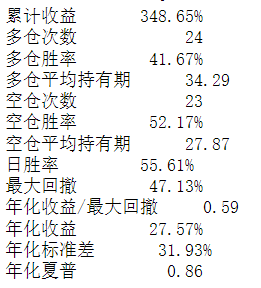 累计收益 348.65%
多仓次数 24
多仓胜率 41.67%
多仓平均持有期 34.29
空仓次数 23
空仓胜率 52.17%
空仓平均持有期 27.87
日胜率 55.61%
最大回撤 47.13%
年化收益/最大回撤 0.59
年化收益 27.57%
年化标准差 31.93%
年化夏普 0.86